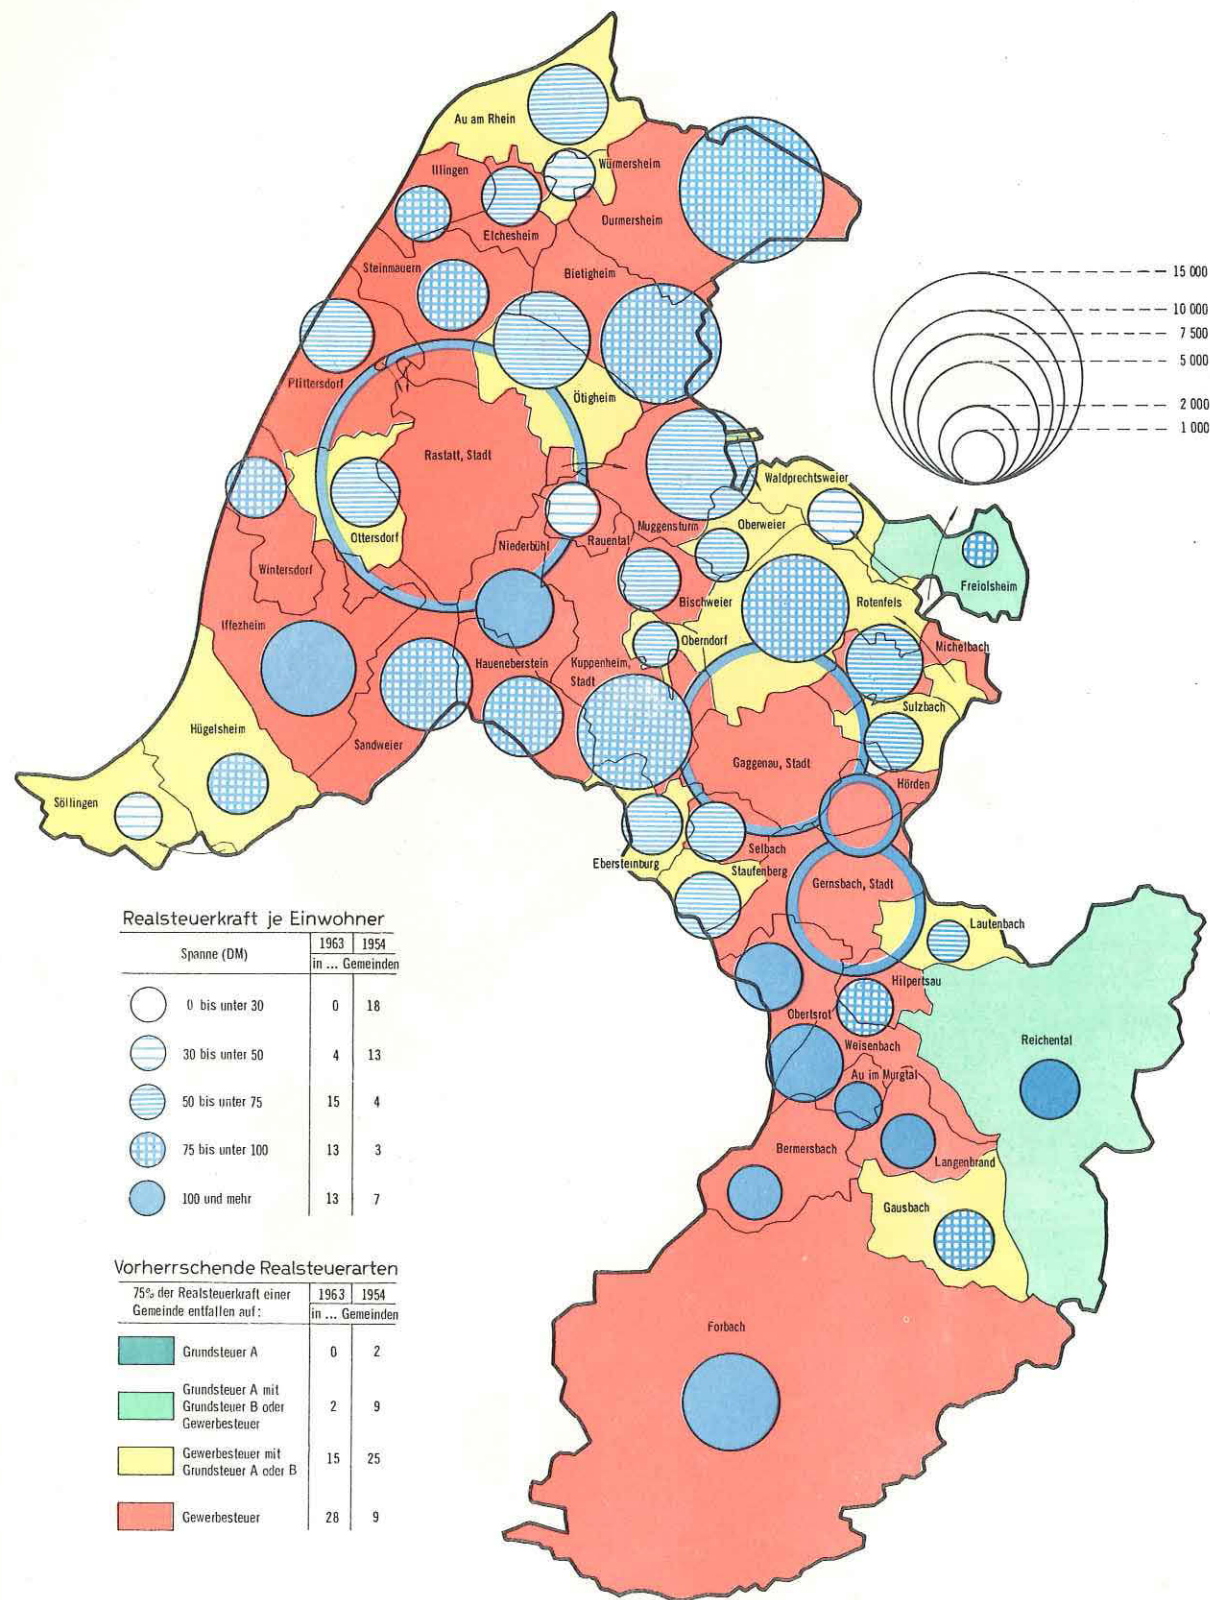 Au am Rhein
Würmersheim
Illingen
Durmersheim
Elchesheim
Steinmauern
Bietigheim
15 000
10 000
7 500
5 000
2 000
1 000
Plittersdorf
Ötigheim
Rastatt, Stadt
Waldprechtsweier
Muggensturm
Oberweier
Ottersdorf
Niederbühl
Rauental
Wintersdorf
Freiolsheim
Bischweier
Rotenfels
Iffezheim
Oberndorf
Michelbach
Haueneberstein
Kuppenheim,
Stadt
Sulzbach
Hügelsheim
Sandweier
Gaggenau, Stadt
Hörden
Söllingen
Selbach
Ebersteinburg
Staufenberg
Gernsbach, Stadt
Lautenbach
Hilpertsau
Obertsrot
Weisenbach
Reichental
Au im Murgtal
Bermersbach
Langenbrand
Gausbach
Forbach
Realsteuerkraft je Einwohner
Spanne (DM) 1963 1954
in ... Gemeinden
0 bis unter 30 0 18
30 bis unter 50 4 13
50 bis unter 75 15 4
75 bis unter 100 13 3
100 und mehr 13 7
Vorherrschende Realsteuerarten
75% der Realsteuerkraft einer 1963 1954
Gemeinde entfallen auf: in ... Gemeinden
Grundsteuer A 0 2
Grundsteuer A mit
Grundsteuer B oder 2 9
Gewerbesteuer
Gewerbesteuer mit 15 25
Grundsteuer A oder B
Gewerbesteuer 28 9